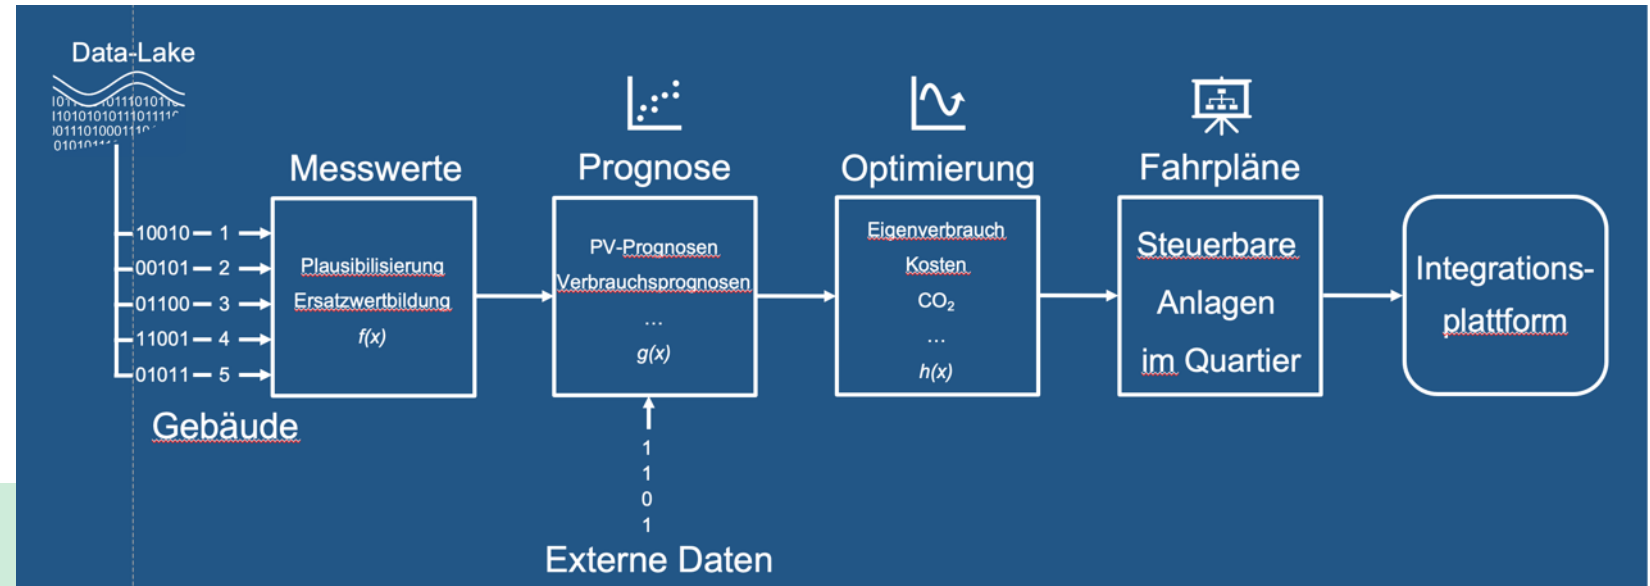 Data-Lake
10010 1
00101 2
01100 3
11001 4
01011 5
Gebäude
Messwerte
Plausibilisierung
Ersatzwertbildung
f(x)
Prognose
PV-Prognosen
Verbrauchsprognosen
...
g(x)
1
1
0
1
Externe Daten
Optimierung
Eigenverbrauch
Kosten
CO₂
...
h(x)
Fahrpläne
Steuerbare
Anlagen
im Quartier
Integrations-
plattform